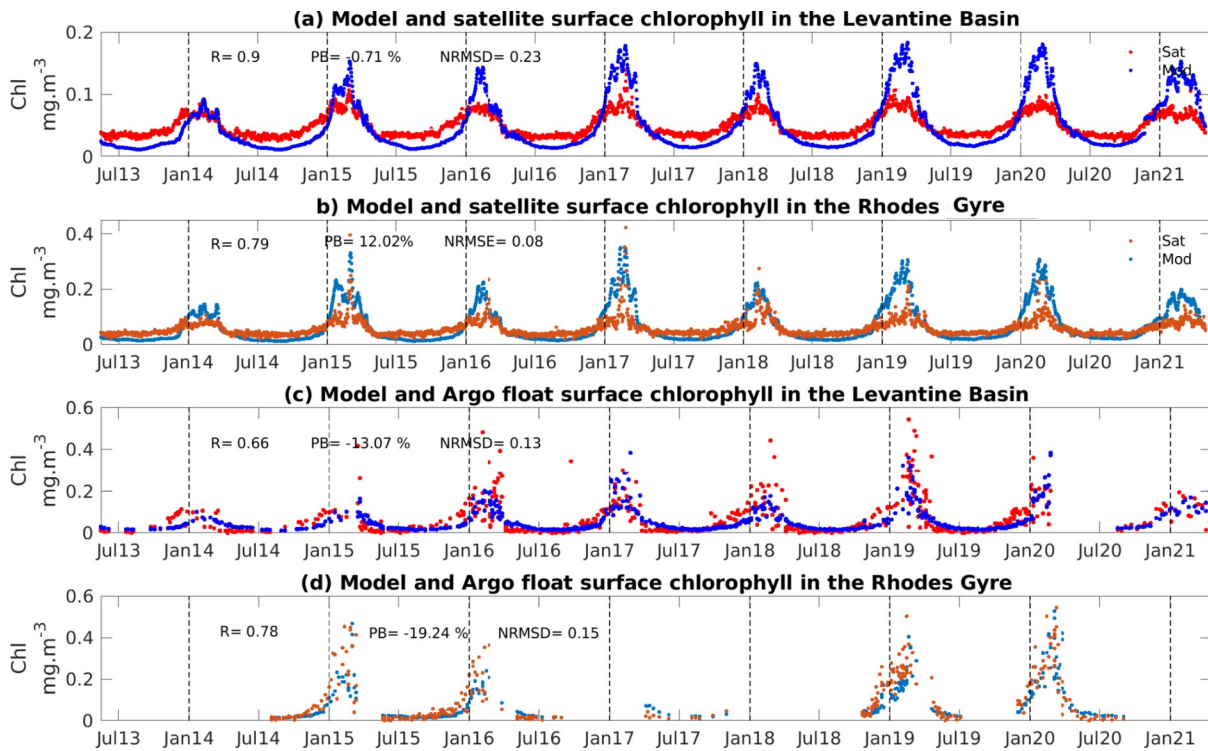 (a) Model and satellite surface chlorophyll in the Levantine Basin
R= 0.9 PB= -0.71 % NRMSD= 0.23
Sat
Mod
Chl
mg.m-3
0.2
0.1
0
Jul13 Jan14 Jul14 Jan15 Jul15 Jan16 Jul16 Jan17 Jul17 Jan18 Jul18 Jan19 Jul19 Jan20 Jul20 Jan21
b) Model and satellite surface chlorophyll in the Rhodes Gyre
R= 0.79 PB= 12.02% NRMSE= 0.08
Sat
Mod
Chl
mg.m-3
0.4
0.2
0
Jul13 Jan14 Jul14 Jan15 Jul15 Jan16 Jul16 Jan17 Jul17 Jan18 Jul18 Jan19 Jul19 Jan20 Jul20 Jan21
(c) Model and Argo float surface chlorophyll in the Levantine Basin
R= 0.66 PB= -13.07 % NRMSD= 0.13
Chl
mg.m-3
0.6
0.4
0.2
0
Jul13 Jan14 Jul14 Jan15 Jul15 Jan16 Jul16 Jan17 Jul17 Jan18 Jul18 Jan19 Jul19 Jan20 Jul20 Jan21
(d) Model and Argo float surface chlorophyll in the Rhodes Gyre
R= 0.78 PB= -19.24 % NRMSD= 0.15
Chl
mg.m-3
0.6
0.4
0.2
0
Jul13 Jan14 Jul14 Jan15 Jul15 Jan16 Jul16 Jan17 Jul17 Jan18 Jul18 Jan19 Jul19 Jan20 Jul20 Jan21